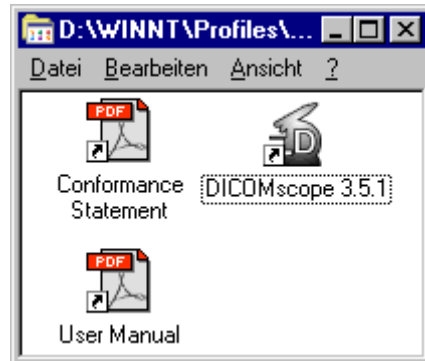 D:\WINNT\Profiles\...
Datei Bearbeiten Ansicht ?
PDF
Conformance
Statement
DICOMscope 3.5.1
PDF
User Manual